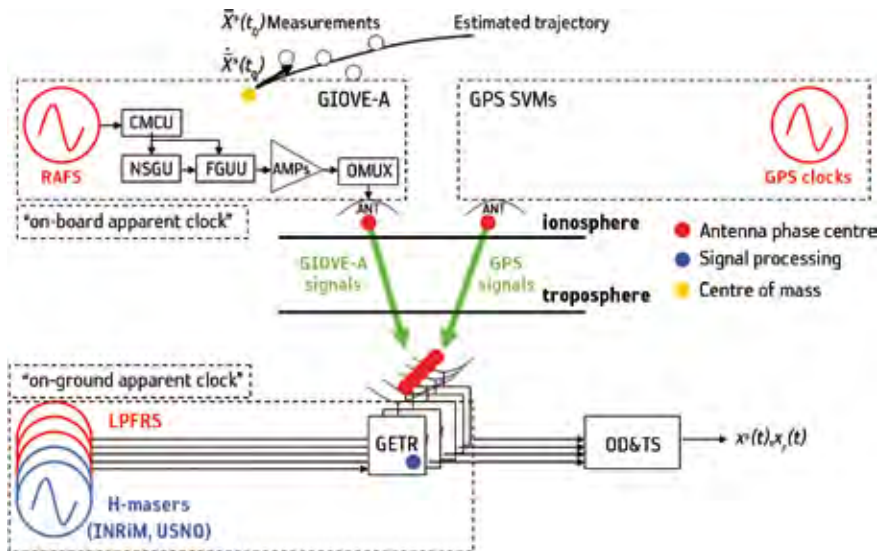 X̄ˢ(t₀) Measurements Estimated trajectory
Ẋ̄ˢ(t₀)
GIOVE-A GPS SVMs
CMCU
RAFS NSGU FGUU AMPs OMUX GPS clocks
"on-board apparent clock" ANT ANT ionosphere
Antenna phase centre
Signal processing
Centre of mass
GIOVE-A signals
GPS signals
troposphere
"on-ground apparent clock"
LPFRS
GETR OD&TS xˢ(t),xᵣ(t)
H-masers
(INRiM, USNO)